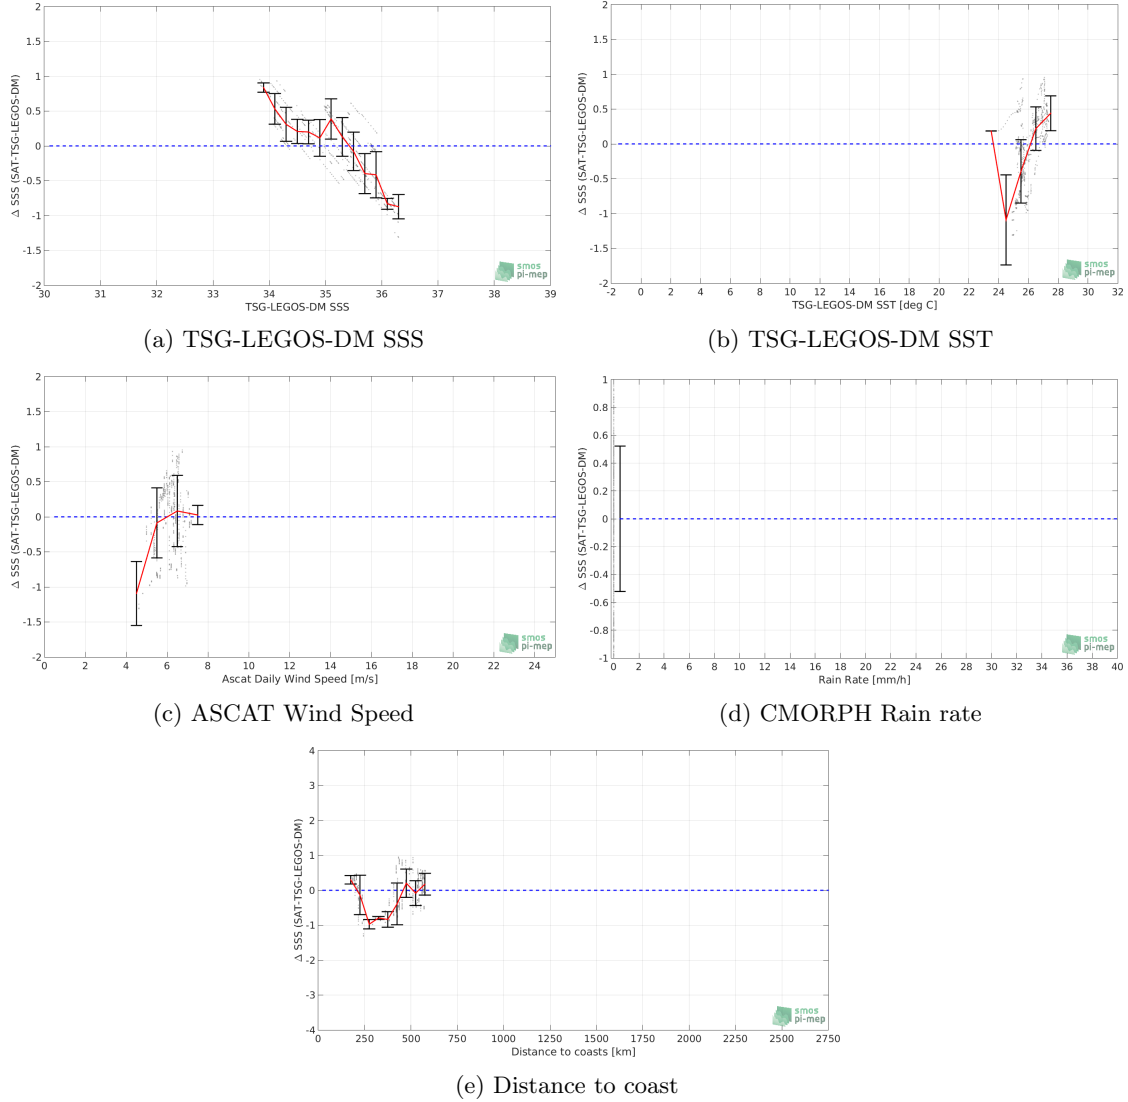 2
1.5
1
0.5
0
-0.5
-1
-1.5
-2
Δ SSS (SAT-TSG-LEGOS-DM)
30 31 32 33 34 35 36 37 38 39
TSG-LEGOS-DM SSS
smos
pi-mep
(a) TSG-LEGOS-DM SSS
2
1.5
1
0.5
0
-0.5
-1
-1.5
-2
Δ SSS (SAT-TSG-LEGOS-DM)
-2 0 2 4 6 8 10 12 14 16 18 20 22 24 26 28 30 32
TSG-LEGOS-DM SST [deg C]
smos
pi-mep
(b) TSG-LEGOS-DM SST
2
1.5
1
0.5
0
-0.5
-1
-1.5
-2
Δ SSS (SAT-TSG-LEGOS-DM)
0 2 4 6 8 10 12 14 16 18 20 22 24
Ascat Daily Wind Speed [m/s]
smos
pi-mep
(c) ASCAT Wind Speed
1
0.8
0.6
0.4
0.2
0
-0.2
-0.4
-0.6
-0.8
-1
Δ SSS (SAT-TSG-LEGOS-DM)
0 2 4 6 8 10 12 14 16 18 20 22 24 26 28 30 32 34 36 38 40
Rain Rate [mm/h]
smos
pi-mep
(d) CMORPH Rain rate
4
3
2
1
0
-1
-2
-3
-4
Δ SSS (SAT-TSG-LEGOS-DM)
0 250 500 750 1000 1250 1500 1750 2000 2250 2500 2750
Distance to coasts [km]
smos
pi-mep
(e) Distance to coast